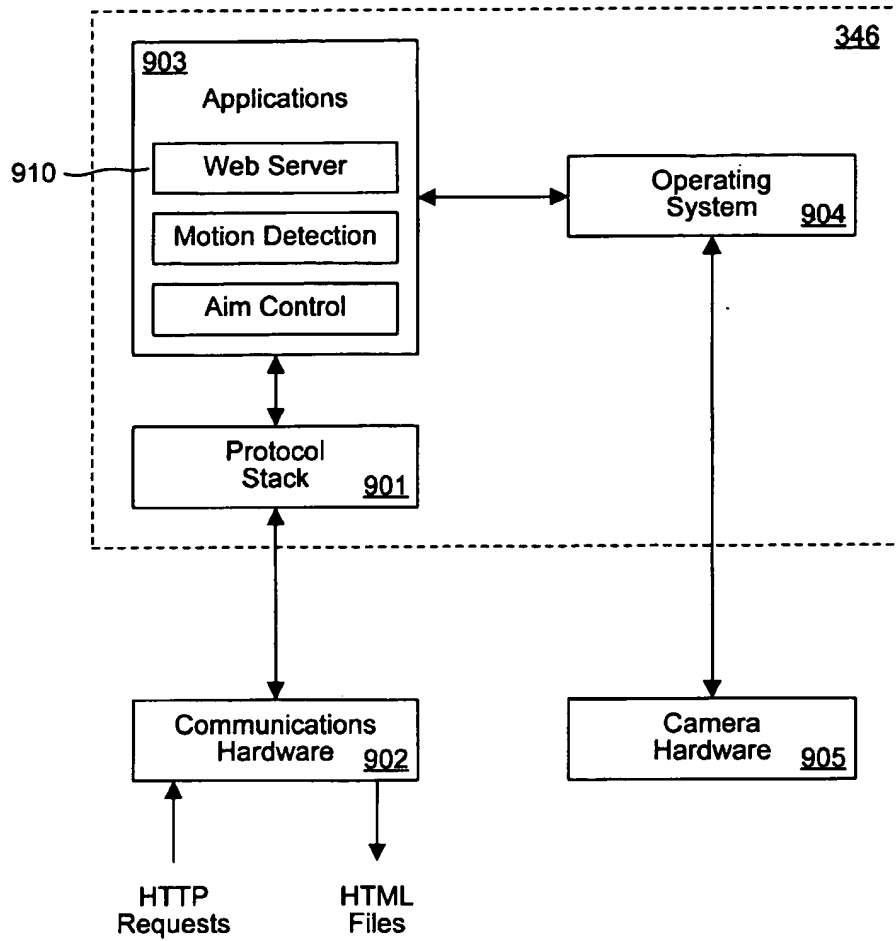 346
903
Applications
910
Web Server
Motion Detection
Aim Control
Operating
System
904
Protocol
Stack
901
Communications
Hardware
902
Camera
Hardware
905
HTTP
Requests
HTML
Files